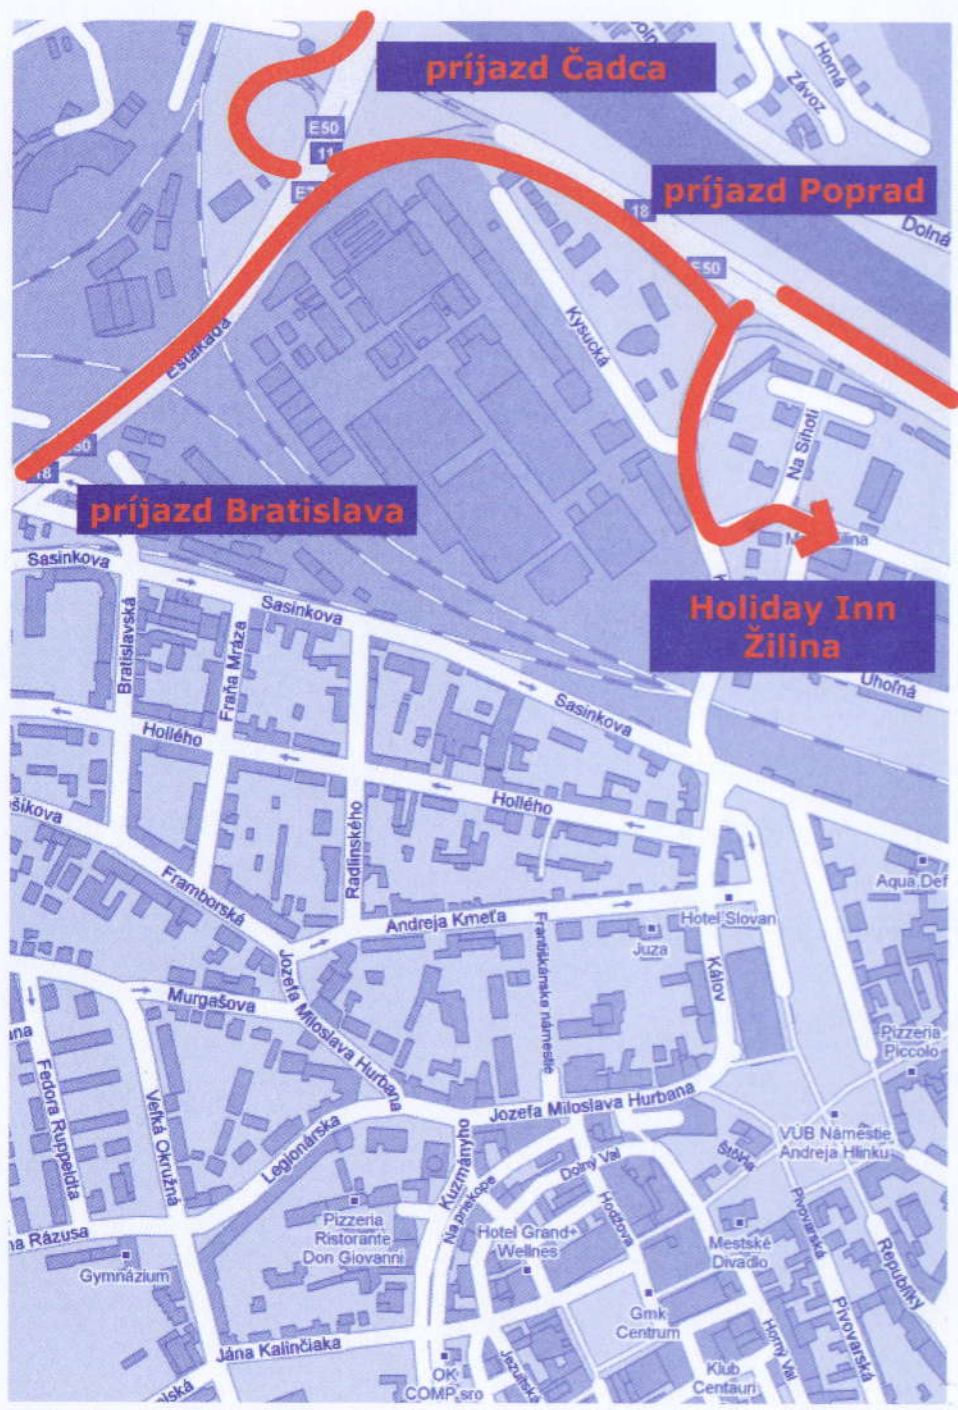 príjazd Čadca
Horná
Závoz
E50
11
príjazd Poprad
18
Dolná
E50
Kysucká
Estakáda
Na Sihoti
18
príjazd Bratislava
Sasinkova
Holiday Inn
Žilina
Sasinkova
Bratislavská
Fraňa Mráza
Uhoľná
Sasinkova
Hollého
Hollého
Radlinského
Framborská
Aqua Def
Andreja Kmeťa
Hotel Slovan
Juza
Františkánske námestie
Kálov
Jozefa Miloslava Hurbana
Murgašova
Pizzeria
Piccolo
Fedora Ruppeldta
Veľká Okružná
Legionárska
Jozefa Miloslava Hurbana
VÚB Námestie
Andreja Hlinku
Kuzmányho
Na priekope
Dolný Val
Hodžova
Pivovarská
Republiky
na Rázusa
Pizzeria
Ristorante
Don Giovanni
Hotel Grand+
Wellnes
Mestské
Divadlo
Gymnázium
Gmk
Centrum
Pivovarská
Horný Val
Jána Kalinčiaka
OK
COMP sro
Jezuitská
Klub
Centauri